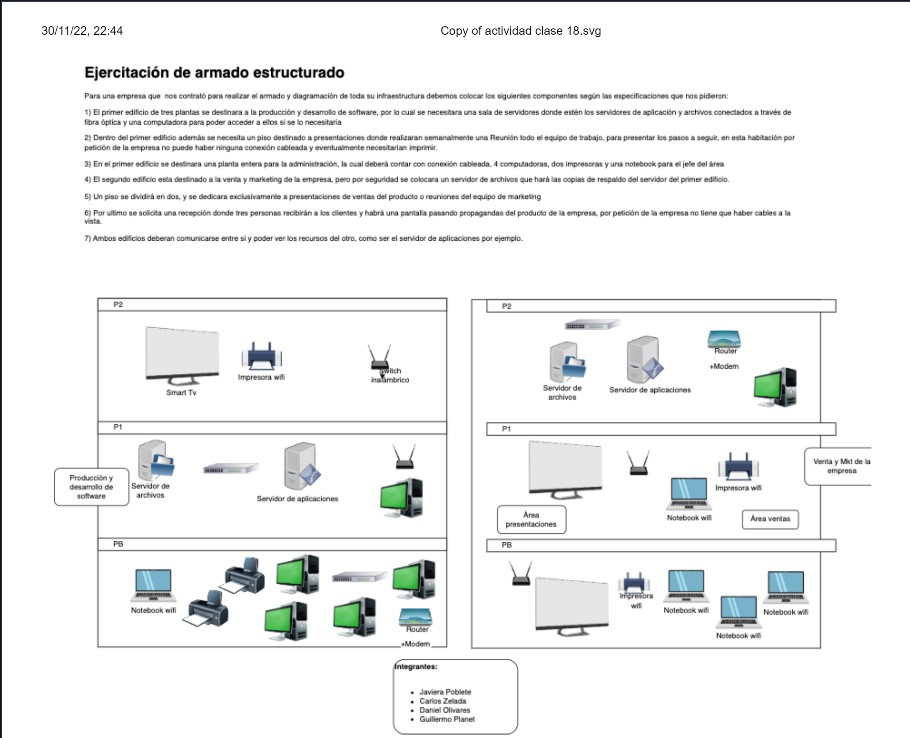 30/11/22, 22:44
Copy of actividad clase 18.svg
Ejercitación de armado estructurado
Para una empresa que nos contrató para realizar el armado y diagramación de toda su infraestructura debemos colocar los siguientes componentes según las especificaciones que nos pidieron:
1) El primer edificio de tres plantas se destinara a la producción y desarrollo de software, por lo cual se necesitara una sala de servidores donde estén los servidores de aplicación y archivos conectados a través de
fibra óptica y una computadora para poder acceder a ellos si se lo necesitaría
2) Dentro del primer edificio además se necesita un piso destinado a presentaciones donde realizaran semanalmente una Reunión todo el equipo de trabajo, para presentar los pasos a seguir, en esta habitación por
petición de la empresa no puede haber ninguna conexión cableada y eventualmente necesitarían imprimir.
3) En el primer edificio se destinara una planta entera para la administración, la cual deberá contar con conexión cableada, 4 computadoras, dos impresoras y una notebook para el jefe del área
4) El segundo edificio esta destinado a la venta y marketing de la empresa, pero por seguridad se colocara un servidor de archivos que hará las copias de respaldo del servidor del primer edificio.
5) Un piso se dividirá en dos, y se dedicara exclusivamente a presentaciones de ventas del producto o reuniones del equipo de marketing
6) Por ultimo se solicita una recepción donde tres personas recibirán a los clientes y habrá una pantalla pasando propagandas del producto de la empresa, por petición de la empresa no tiene que haber cables a la
vista.
7) Ambos edificios deberan comunicarse entre si y poder ver los recursos del otro, como ser el servidor de aplicaciones por ejemplo.
P2
Smart Tv
Impresora wifi
Switch
inalambrico
P1
Producción y
desarrollo de
software
Servidor de
archivos
Servidor de aplicaciones
PB
Notebook wifi
Router
+Modem
P2
Servidor de
archivos
Servidor de aplicaciones
Router
+Modem
P1
Venta y Mkt de la
empresa
Impresora wifi
Notebook wifi
Área
presentaciones
Área ventas
PB
Impresora
wifi
Notebook wifi
Notebook wifi
Notebook wifi
Integrantes:
• Javiera Poblete
• Carlos Zelada
• Daniel Olivares
• Guillermo Planet